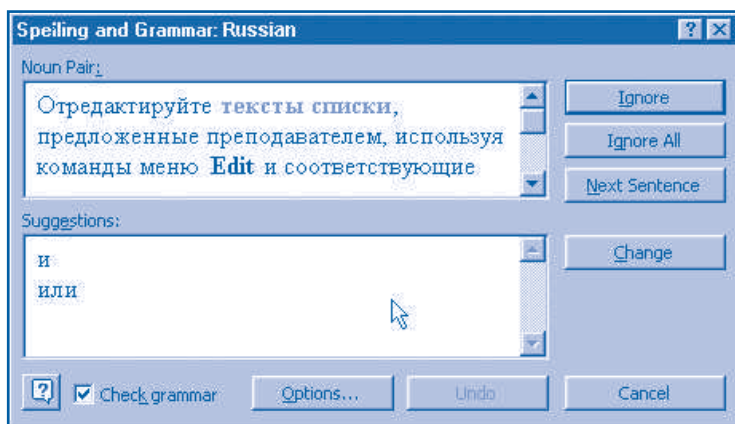 Speiling and Grammar: Russian
Noun Pair:
Отредактируйте тексты списки,
предложенные преподавателем, используя
команды меню Edit и соответствующие
Ignore
Ignore All
Next Sentence
Suggestions:
и
или
Change
Check grammar
Options...
Undo
Cancel